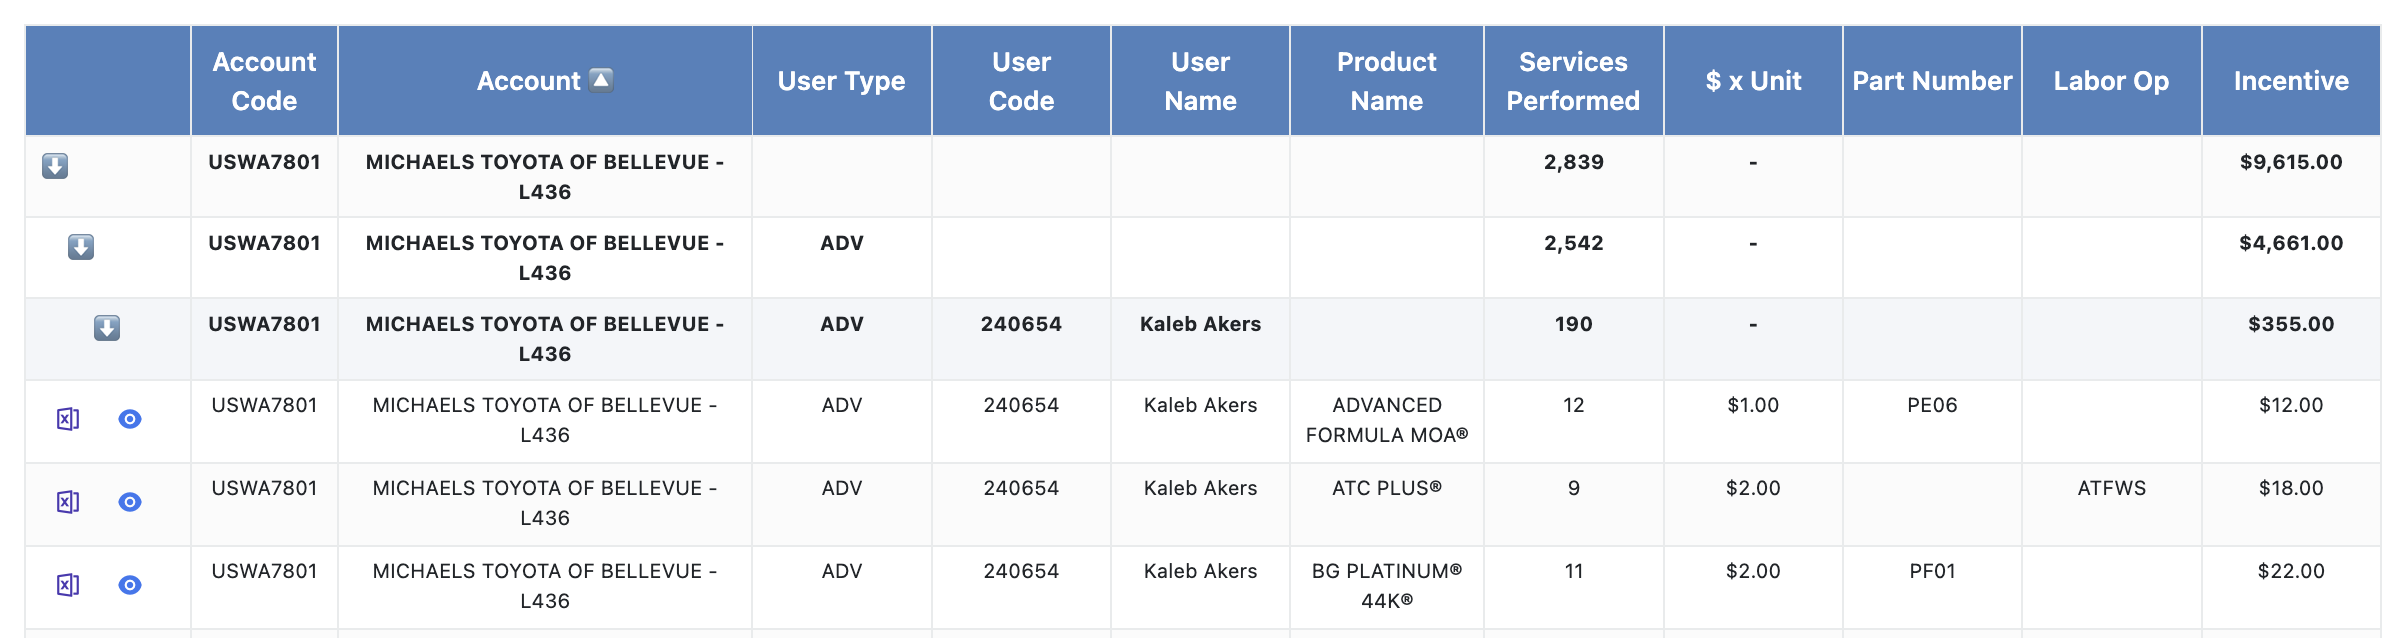 Account Code Account User Type User Code User Name Product Name Services Performed $ x Unit Part Number Labor Op Incentive
USWA7801 MICHAELS TOYOTA OF BELLEVUE - L436 2,839 - $9,615.00
USWA7801 MICHAELS TOYOTA OF BELLEVUE - L436 ADV 2,542 - $4,661.00
USWA7801 MICHAELS TOYOTA OF BELLEVUE - L436 ADV 240654 Kaleb Akers 190 - $355.00
USWA7801 MICHAELS TOYOTA OF BELLEVUE - L436 ADV 240654 Kaleb Akers ADVANCED FORMULA MOA® 12 $1.00 PE06 $12.00
USWA7801 MICHAELS TOYOTA OF BELLEVUE - L436 ADV 240654 Kaleb Akers ATC PLUS® 9 $2.00 ATFWS $18.00
USWA7801 MICHAELS TOYOTA OF BELLEVUE - L436 ADV 240654 Kaleb Akers BG PLATINUM® 44K® 11 $2.00 PF01 $22.00